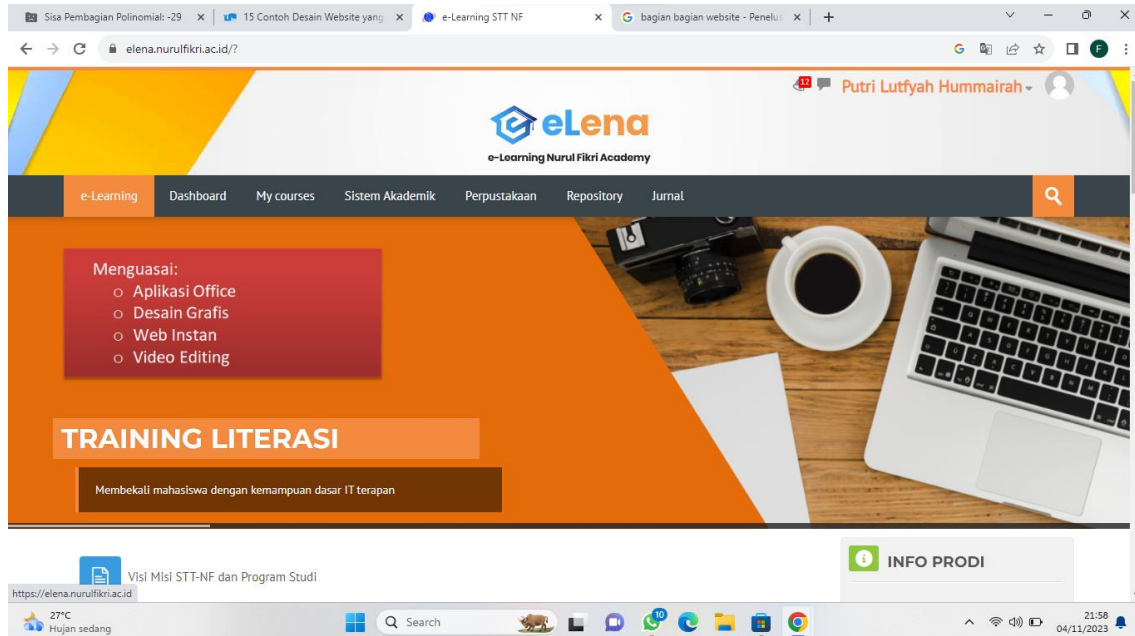 Sisa Pembagian Polinomial: -29
15 Contoh Desain Website yang
e-Learning STT NF
bagian bagian website - Penelus
elena.nurulfikri.ac.id/?
12
Putri Lutfyah Hummairah
eLena
e-Learning Nurul Fikri Academy
e-Learning Dashboard My courses Sistem Akademik Perpustakaan Repository Jurnal
Menguasai:
Aplikasi Office
Desain Grafis
Web Instan
Video Editing
TRAINING LITERASI
Membekali mahasiswa dengan kemampuan dasar IT terapan
Visi Misi STT-NF dan Program Studi
INFO PRODI
https://elena.nurulfikri.ac.id
27°C
Hujan sedang
Search
10
21:58
04/11/2023